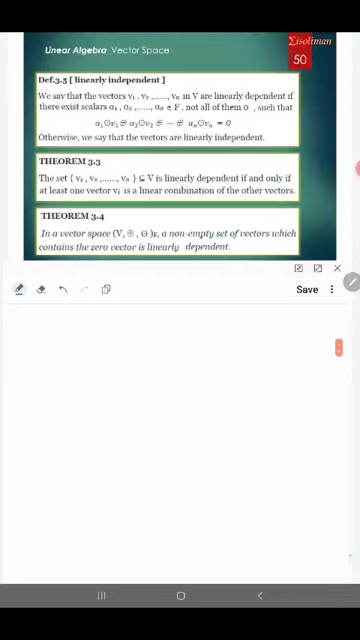 Linear Algebra_Vector Space
Σisoliman
50
Def.3.5 [ linearly independent ]
We say that the vectors v₁ , v₂ ,......, vₙ in V are linearly dependent if
there exist scalars α₁ , α₂ ,......, αₙ ∈ F , not all of them 0 , such that
α₁⊙v₁ ⊕ α₂⊙v₂ ⊕ ··· ⊕ αₙ⊙vₙ = 0
Otherwise, we say that the vectors are linearly independent.
THEOREM 3.3
The set { v₁ , v₂ ,......, vₙ } ⊆ V is linearly dependent if and only if
at least one vector vᵢ is a linear combination of the other vectors.
THEOREM 3.4
In a vector space (V, ⊕ , ⊙ )F, a non-empty set of vectors which
contains the zero vector is linearly dependent.
Save